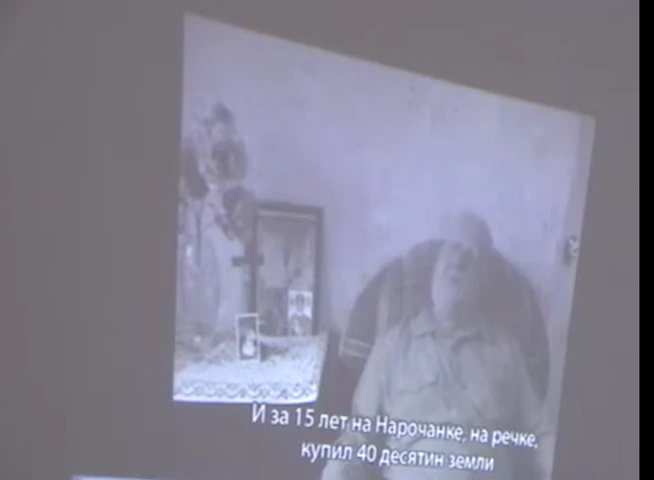 И за 15 лет на Нарочанке, на речке,
купил 40 десятин земли